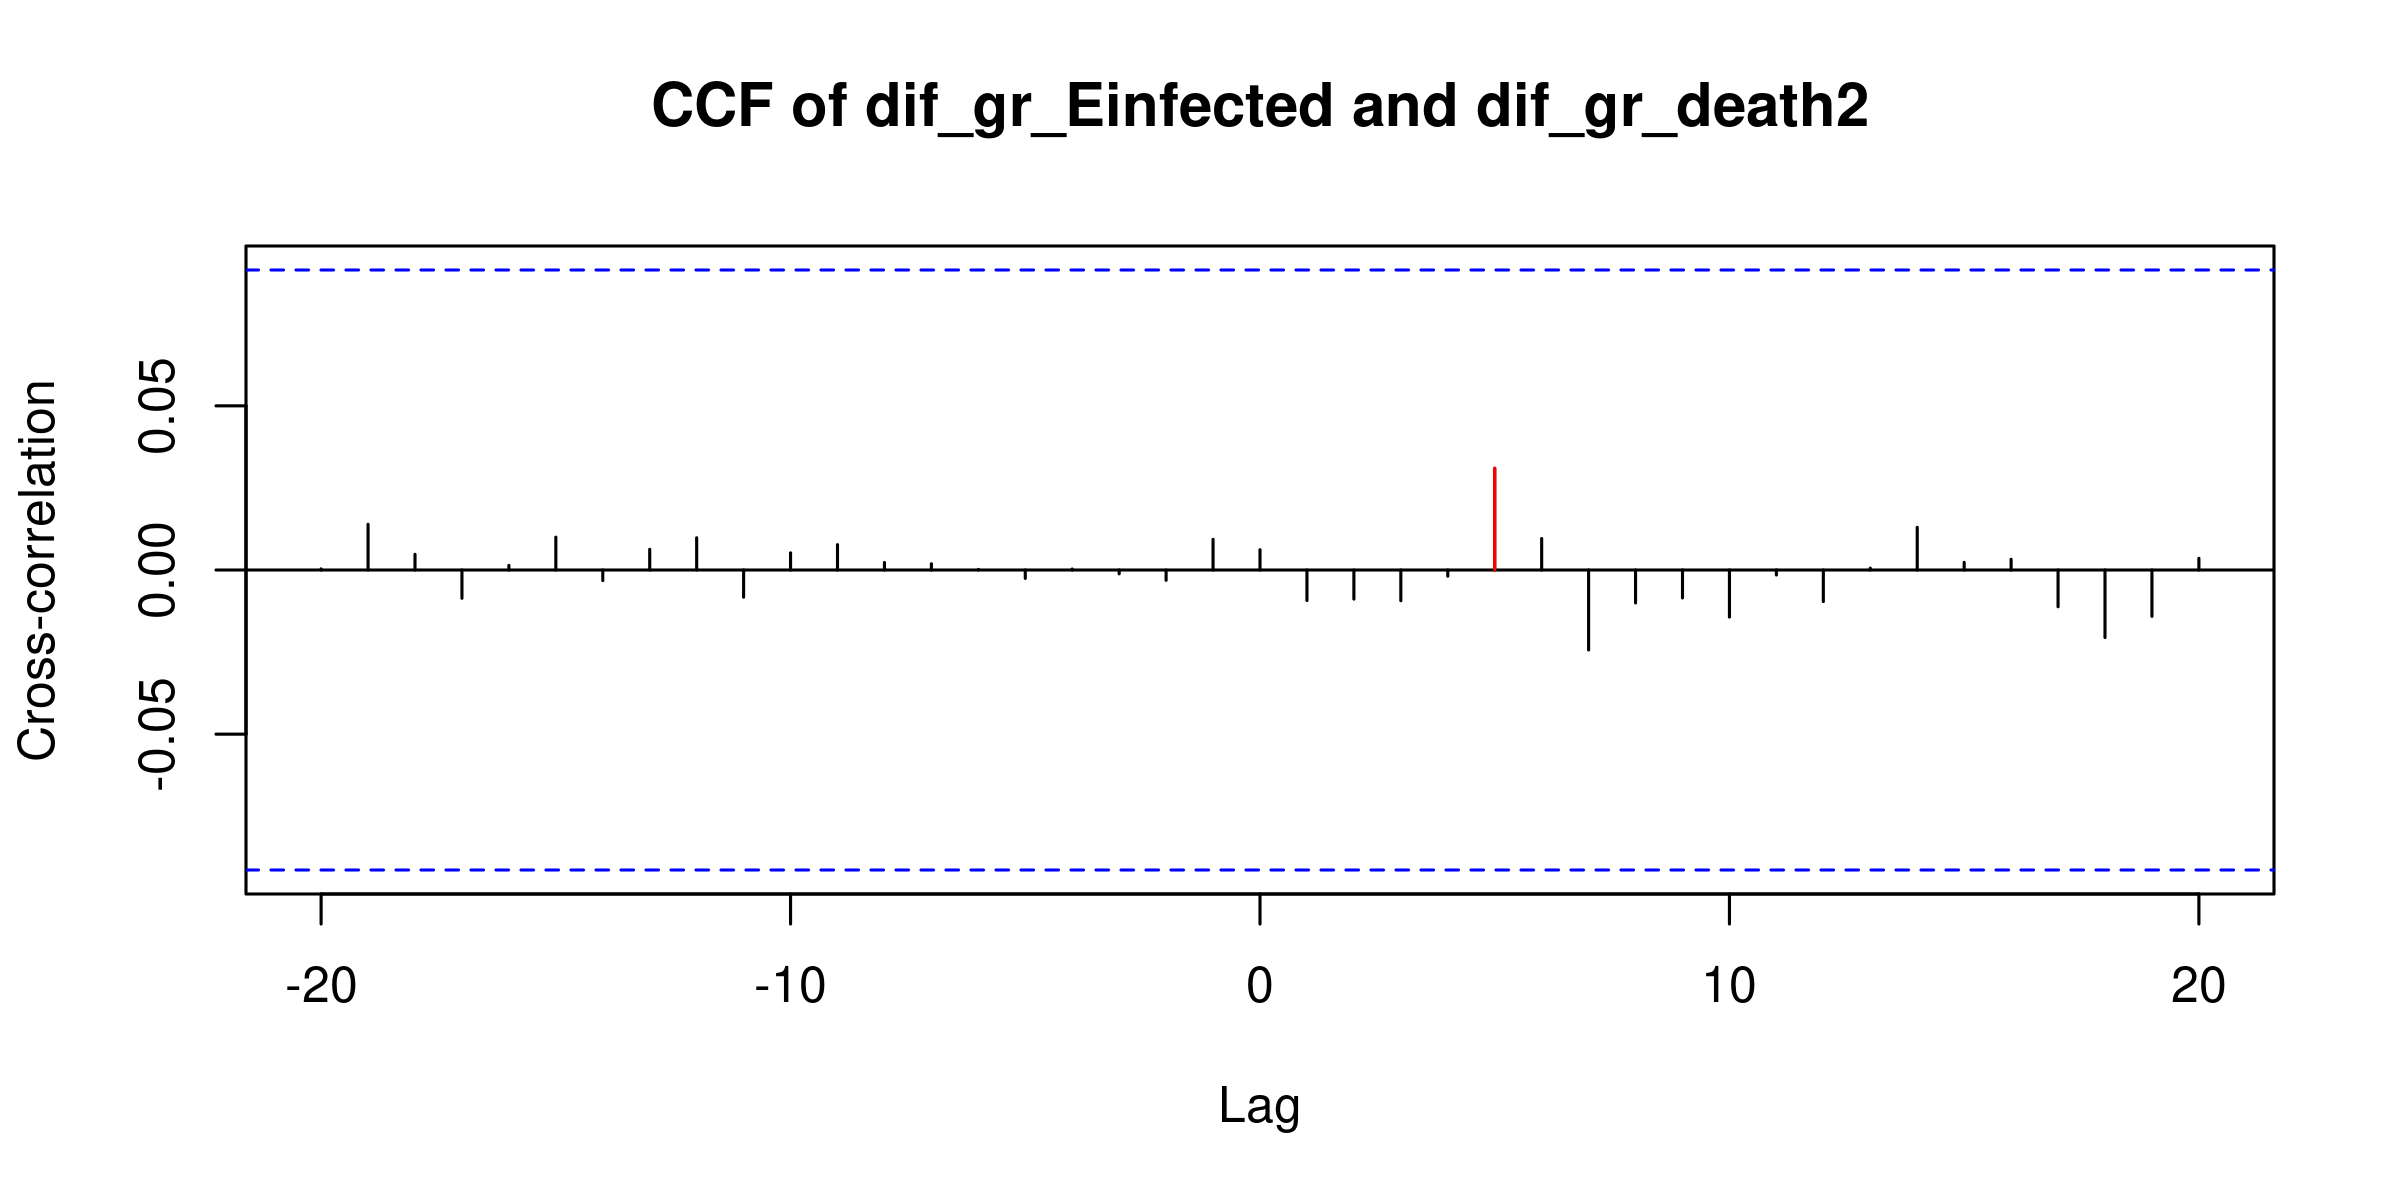 CCF of dif_gr_Einfected and dif_gr_death2
Cross-correlation
0.05
0.00
-0.05
-20 -10 0 10 20
Lag